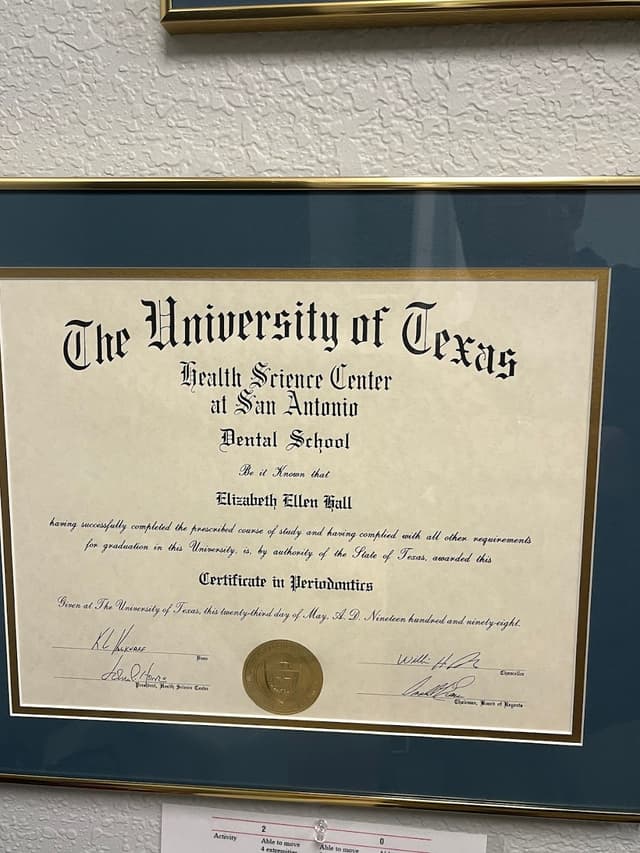 The University of Texas
Health Science Center
at San Antonio
Dental School
Be it Known that
Elizabeth Ellen Hall
having successfully completed the prescribed course of study and having complied with all other requirements
for graduation in this University, is, by authority of the State of Texas, awarded this
Certificate in Periodontics
Given at The University of Texas, this twenty-third day of May, A. D. Nineteen hundred and ninety-eight.
Dean
Chancellor
President, Health Science Center
Chairman, Board of Regents
2 0
Activity Able to move Able to move
4 extremities